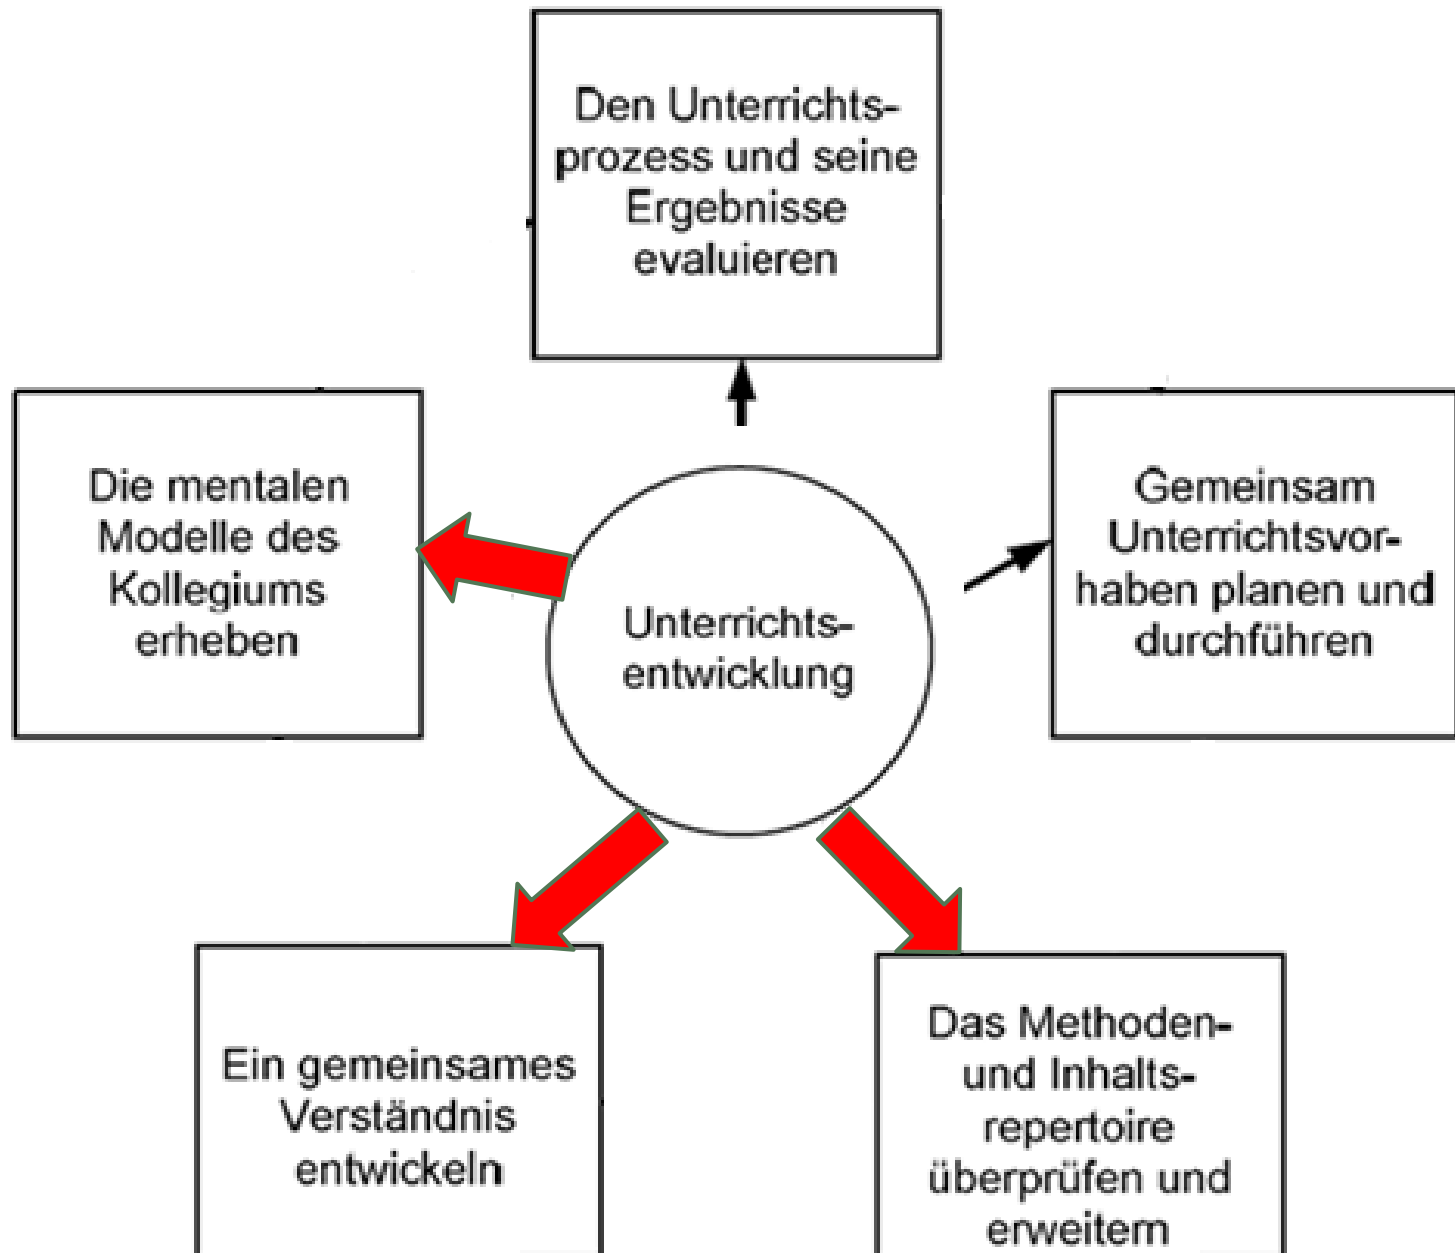 Den Unterrichts-
prozess und seine
Ergebnisse
evaluieren
Die mentalen
Modelle des
Kollegiums
erheben
Unterrichts-
entwicklung
Gemeinsam
Unterrichtsvor-
haben planen und
durchführen
Ein gemeinsames
Verständnis
entwickeln
Das Methoden-
und Inhalts-
repertoire
überprüfen und
erweitern